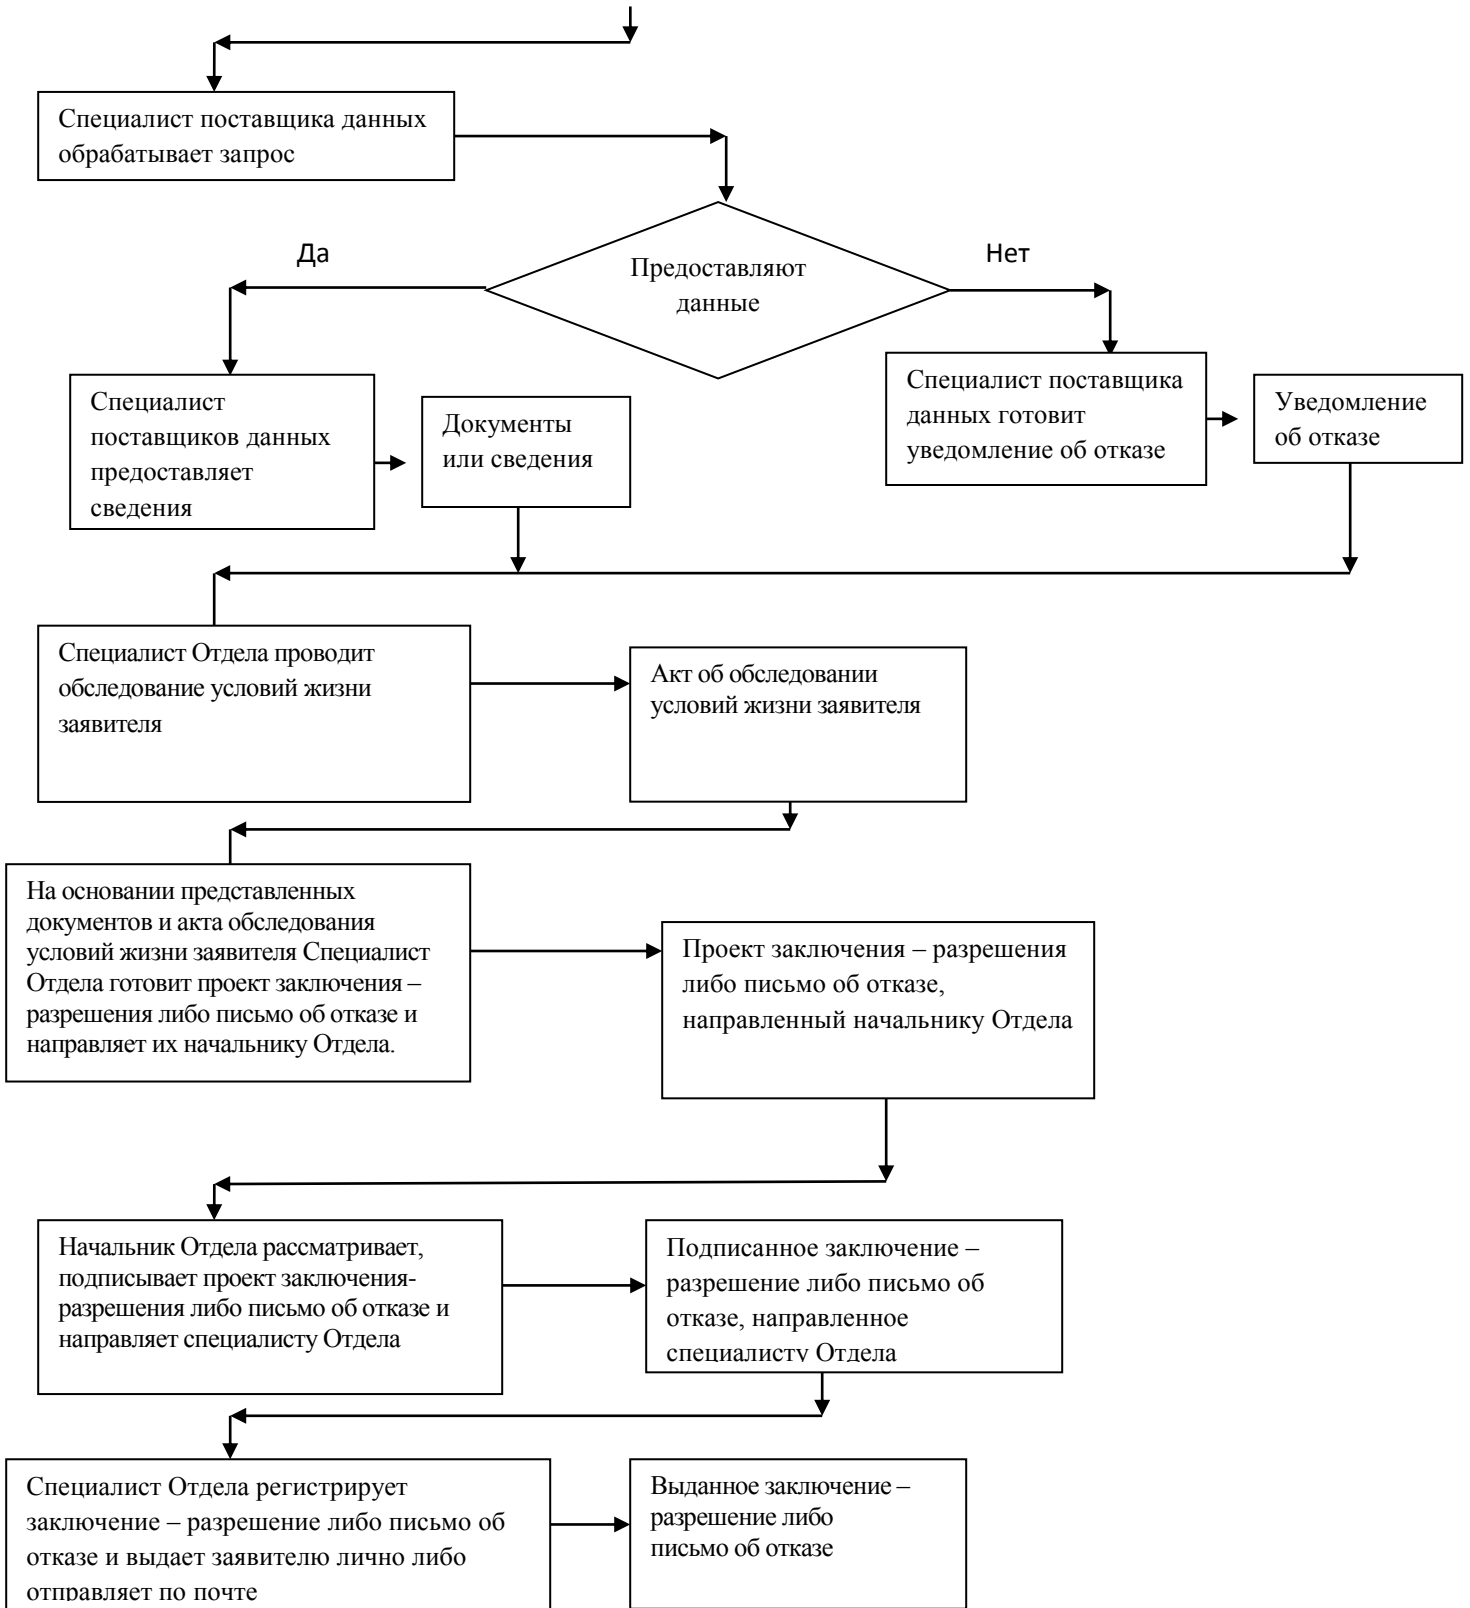 Специалист поставщика данных
обрабатывает запрос
Да
Нет
Предоставляют
данные
Специалист
поставщиков данных
предоставляет
сведения
Документы
или сведения
Специалист поставщика
данных готовит
уведомление об отказе
Уведомление
об отказе
Специалист Отдела проводит
обследование условий жизни
заявителя
Акт об обследовании
условий жизни заявителя
На основании представленных
документов и акта обследования
условий жизни заявителя Специалист
Отдела готовит проект заключения –
разрешения либо письмо об отказе и
направляет их начальнику Отдела.
Проект заключения – разрешения
либо письмо об отказе,
направленный начальнику Отдела
Начальник Отдела рассматривает,
подписывает проект заключения-
разрешения либо письмо об отказе и
направляет специалисту Отдела
Подписанное заключение –
разрешение либо письмо об
отказе, направленное
специалисту Отдела
Специалист Отдела регистрирует
заключение – разрешение либо письмо об
отказе и выдает заявителю лично либо
отправляет по почте
Выданное заключение –
разрешение либо
письмо об отказе